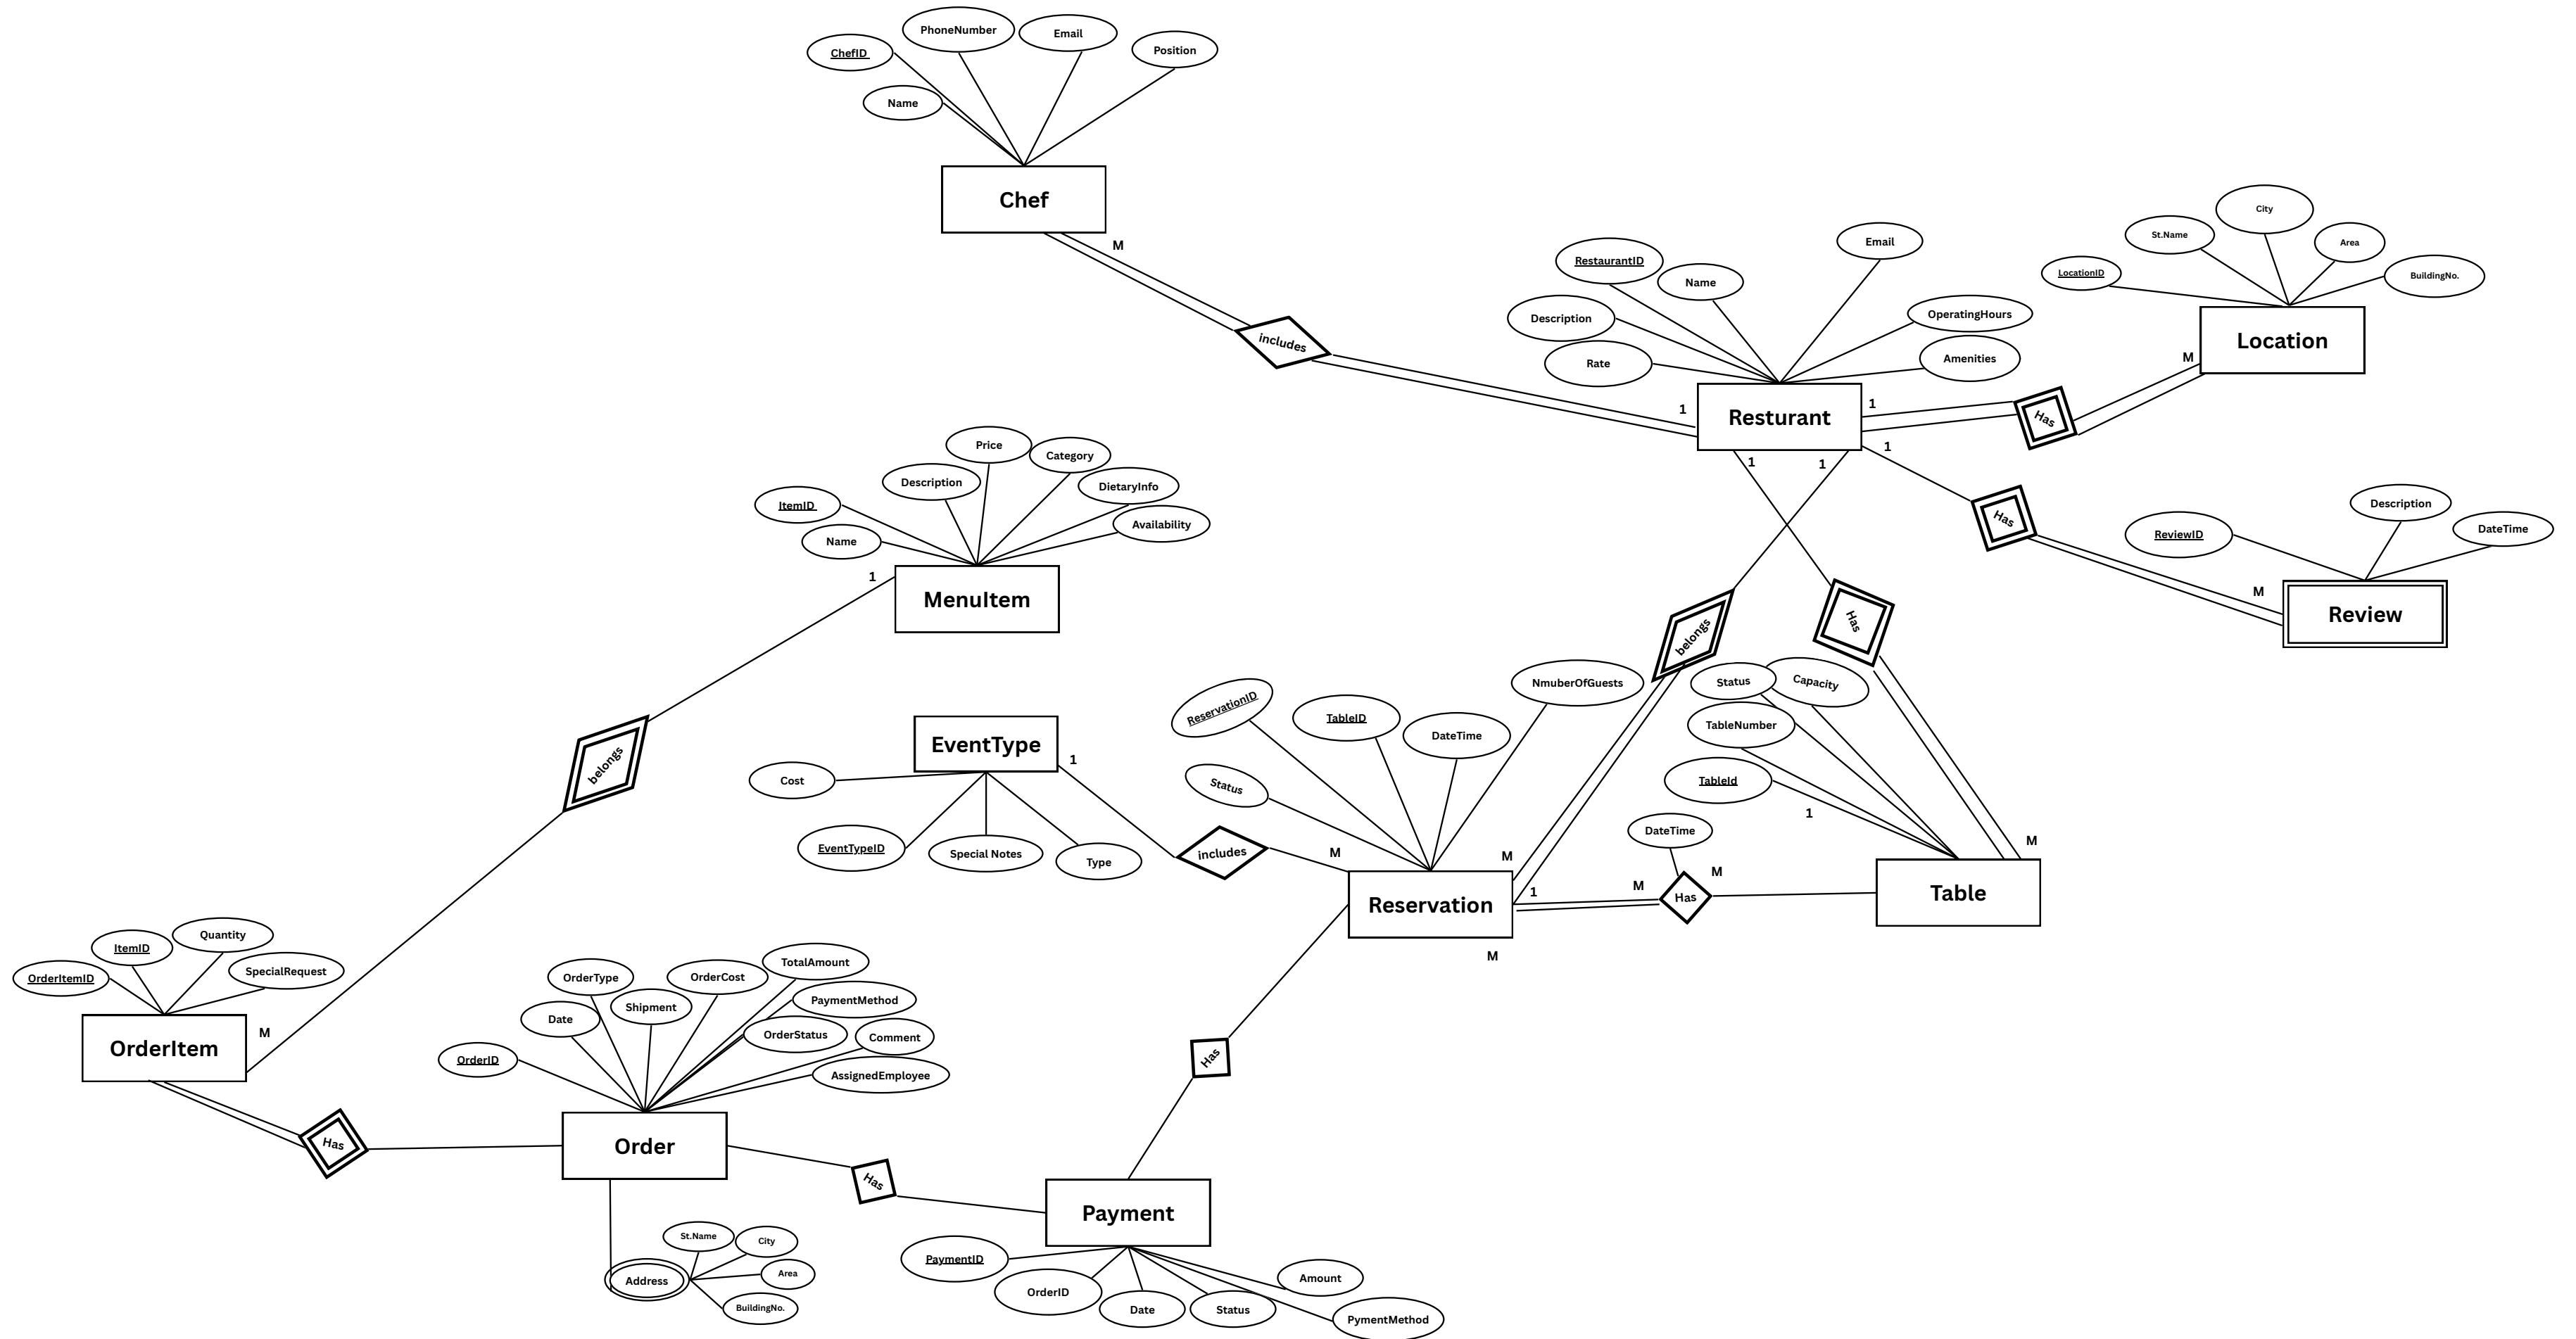 PhoneNumber
Email
ChefID
Position
Name
Chef
M
includes
City
St.Name
Area
Email
RestaurantID
LocationID
BuildingNo.
Name
Description
OperatingHours
Location
Rate
Amenities
M
1
Resturant
1
Has
1
1
1
Price
Category
Description
DietaryInfo
ItemID
Availability
Name
1
MenuItem
Has
Description
ReviewID
DateTime
M
Review
belongs
Has
NmuberOfGuests
Status
Capacity
ReservationID
TableID
TableNumber
DateTime
EventType
1
belongs
Cost
Status
TableId
1
DateTime
EventTypeID
Special Notes
Type
includes
M
M
M
M
Has
M
1
Reservation
Table
M
Quantity
ItemID
SpecialRequest
OrderItemID
OrderType
OrderCost
TotalAmount
PaymentMethod
Date
Shipment
OrderStatus
Comment
M
OrderItem
OrderID
AssignedEmployee
Has
Has
Order
Has
Payment
St.Name
City
Area
Address
BuildingNo.
PaymentID
OrderID
Date
Status
Amount
PymentMethod